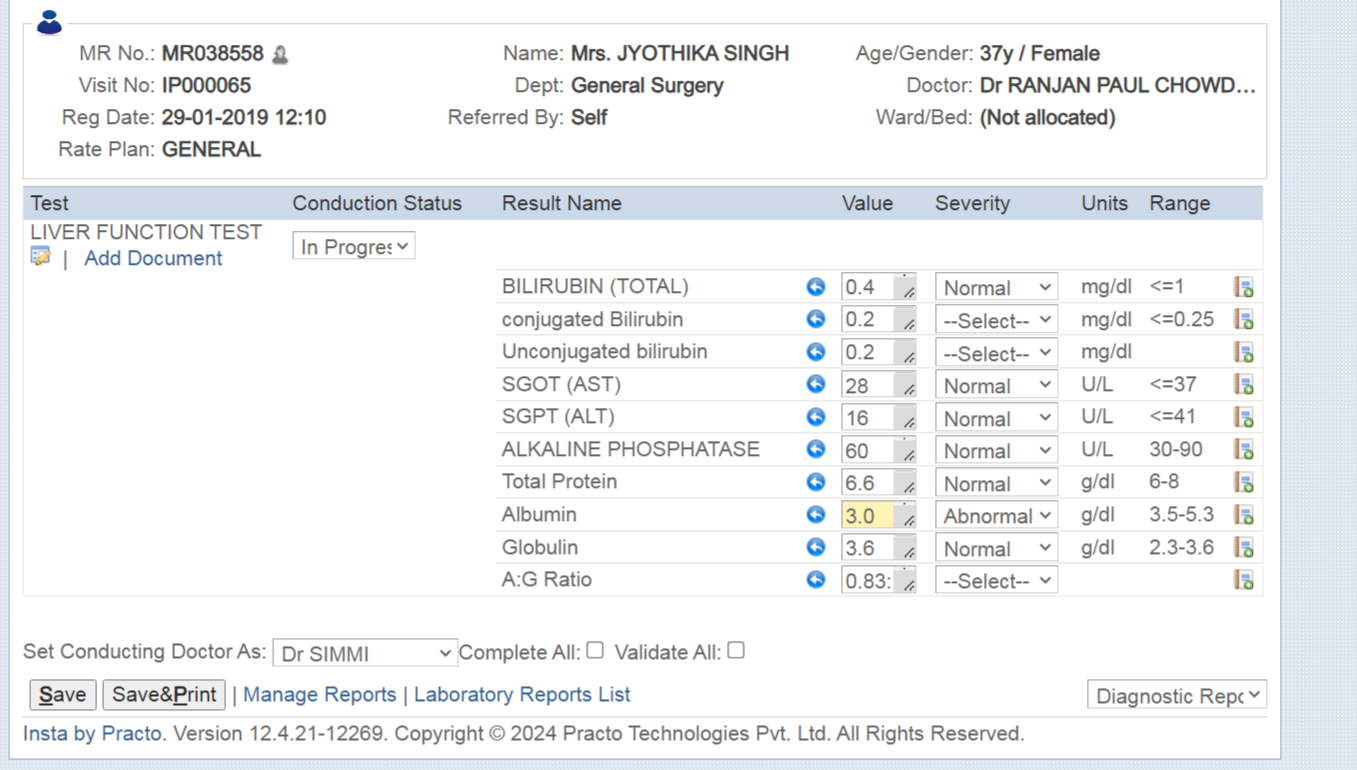 MR No.: MR038558 Name: Mrs. JYOTHIKA SINGH Age/Gender: 37y / Female
Visit No: IP000065 Dept: General Surgery Doctor: Dr RANJAN PAUL CHOWD...
Reg Date: 29-01-2019 12:10 Referred By: Self Ward/Bed: (Not allocated)
Rate Plan: GENERAL
Test Conduction Status Result Name Value Severity Units Range
LIVER FUNCTION TEST In Progres
| Add Document
BILIRUBIN (TOTAL) 0.4 Normal mg/dl <=1
conjugated Bilirubin 0.2 --Select-- mg/dl <=0.25
Unconjugated bilirubin 0.2 --Select-- mg/dl
SGOT (AST) 28 Normal U/L <=37
SGPT (ALT) 16 Normal U/L <=41
ALKALINE PHOSPHATASE 60 Normal U/L 30-90
Total Protein 6.6 Normal g/dl 6-8
Albumin 3.0 Abnormal g/dl 3.5-5.3
Globulin 3.6 Normal g/dl 2.3-3.6
A:G Ratio 0.83: --Select--
Set Conducting Doctor As: Dr SIMMI Complete All: Validate All:
Save Save&Print | Manage Reports | Laboratory Reports List Diagnostic Repo
Insta by Practo. Version 12.4.21-12269. Copyright © 2024 Practo Technologies Pvt. Ltd. All Rights Reserved.